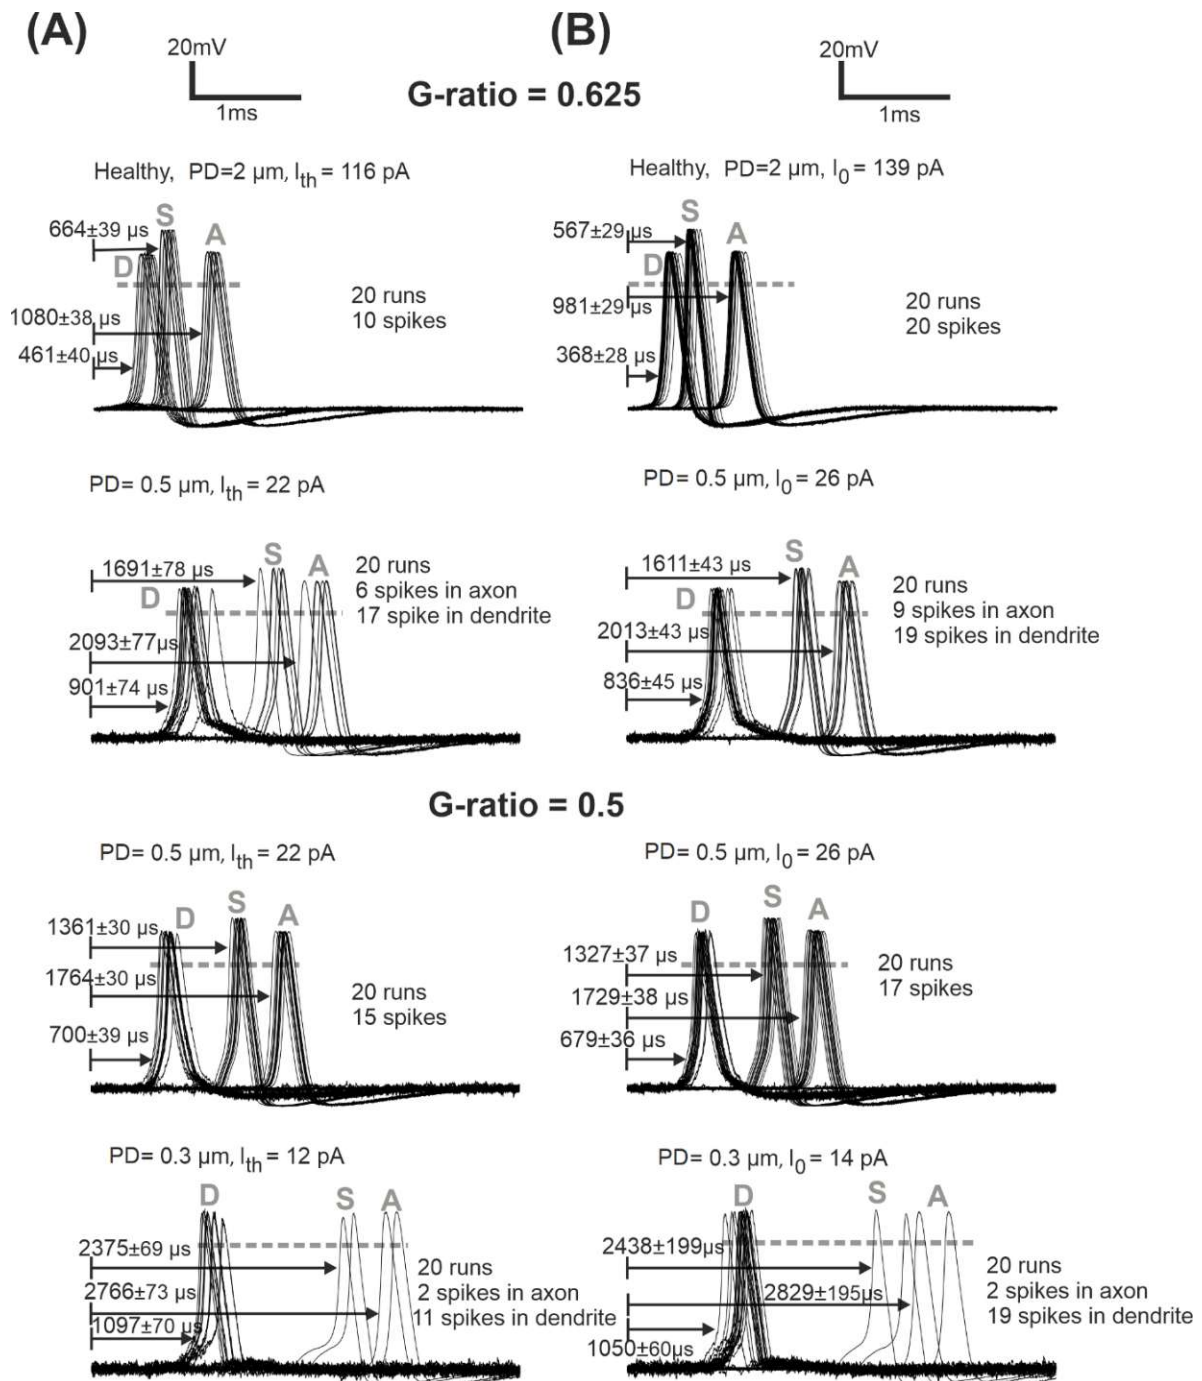 (A)
(B)
20mV
1ms
20mV
1ms
G-ratio = 0.625
Healthy, PD=2 µm, Ith = 116 pA
664±39 µs
S
A
D
1080±38 µs
461±40 µs
20 runs
10 spikes
Healthy, PD=2 µm, I0 = 139 pA
567±29 µs
S
A
D
981±29 µs
368±28 µs
20 runs
20 spikes
PD= 0.5 µm, Ith = 22 pA
1691±78 µs
S
A
D
2093±77µs
901±74 µs
20 runs
6 spikes in axon
17 spike in dendrite
PD= 0.5 µm, I0 = 26 pA
1611±43 µs
S
A
D
2013±43 µs
836±45 µs
20 runs
9 spikes in axon
19 spikes in dendrite
G-ratio = 0.5
PD= 0.5 µm, Ith = 22 pA
D
S
A
1361±30 µs
1764±30 µs
700±39 µs
20 runs
15 spikes
PD= 0.5 µm, I0 = 26 pA
D
S
A
1327±37 µs
1729±38 µs
679±36 µs
20 runs
17 spikes
PD= 0.3 µm, Ith = 12 pA
D
S
A
2375±69 µs
2766±73 µs
1097±70 µs
20 runs
2 spikes in axon
11 spikes in dendrite
PD= 0.3 µm, I0 = 14 pA
D
S
A
2438±199µs
2829±195µs
1050±60µs
20 runs
2 spikes in axon
19 spikes in dendrite